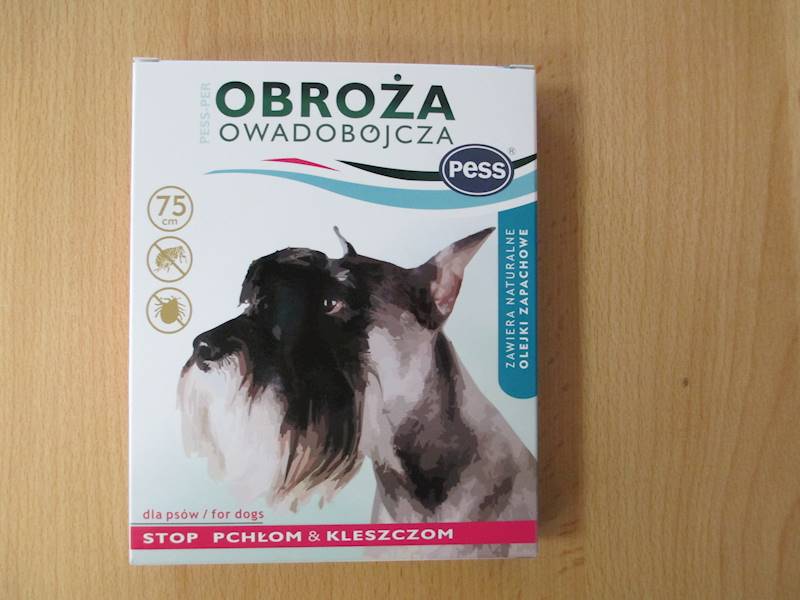 PESS-PER
OBROŻA
OWADOBÓJCZA
PESS®
75
cm
ZAWIERA NATURALNE
OLEJKI ZAPACHOWE
dla psów / for dogs
STOP PCHŁOM & KLESZCZOM